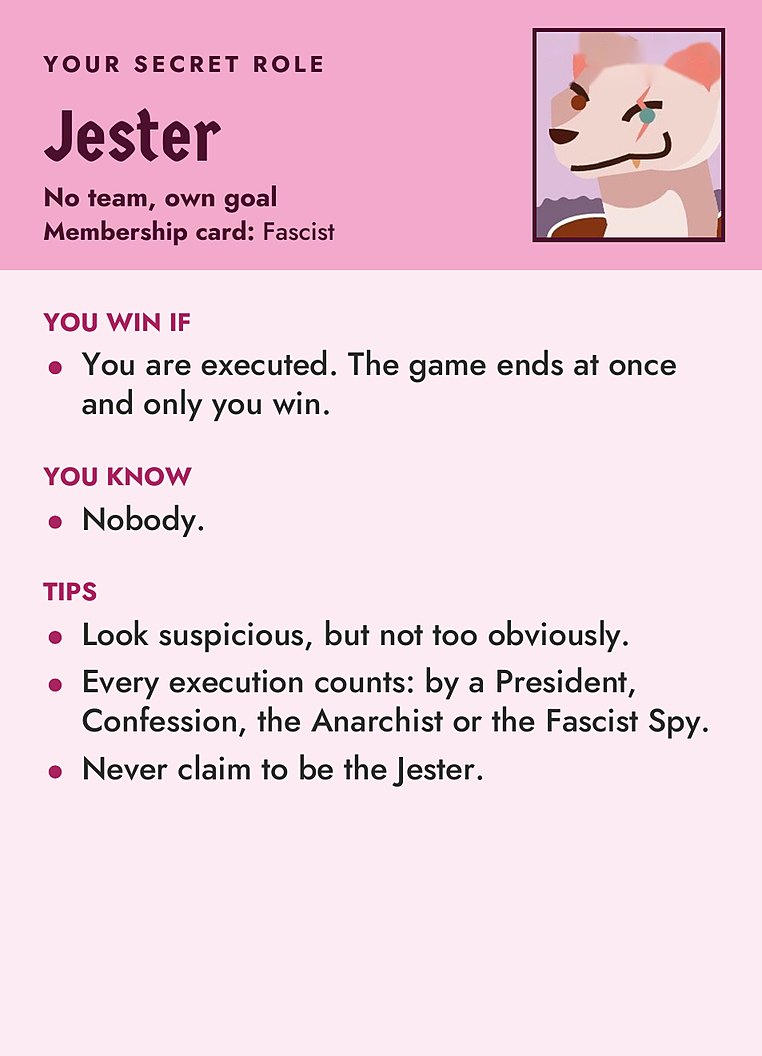 YOUR SECRET ROLE
Jester
No team, own goal
Membership card: Fascist
YOU WIN IF
• You are executed. The game ends at once
and only you win.
YOU KNOW
• Nobody.
TIPS
• Look suspicious, but not too obviously.
• Every execution counts: by a President,
Confession, the Anarchist or the Fascist Spy.
• Never claim to be the Jester.